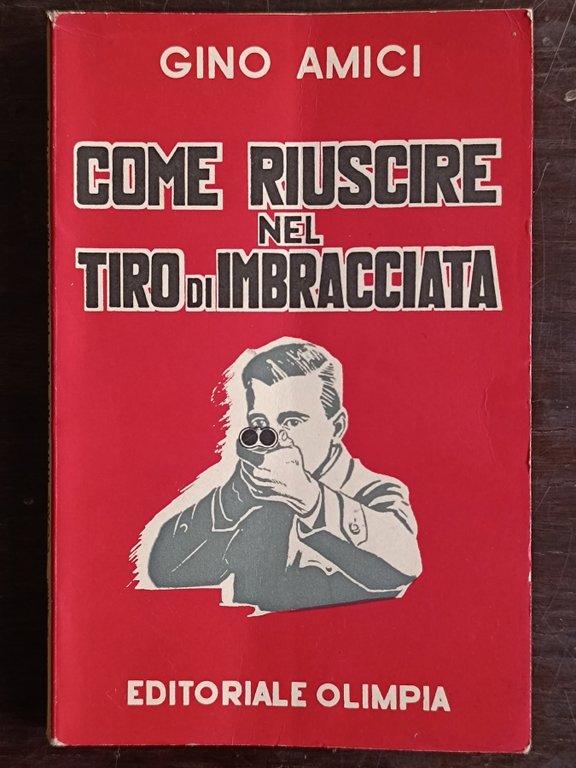 GINO AMICI
COME RIUSCIRE
NEL
TIRO DI IMBRACCIATA
EDITORIALE OLIMPIA